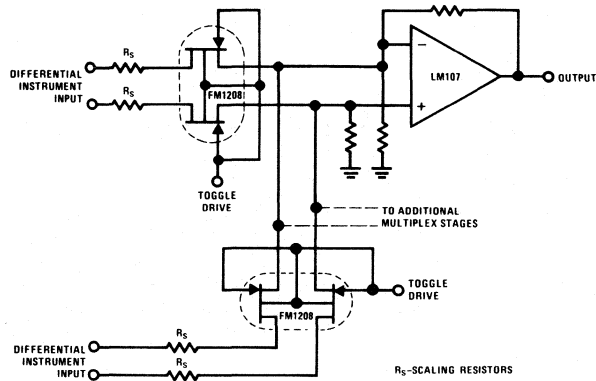 RS
DIFFERENTIAL
INSTRUMENT
INPUT
RS
FM1208
−
LM107
+
OUTPUT
TOGGLE
DRIVE
TO ADDITIONAL
MULTIPLEX STAGES
TOGGLE
DRIVE
FM1208
RS
DIFFERENTIAL
INSTRUMENT
INPUT
RS
RS–SCALING RESISTORS